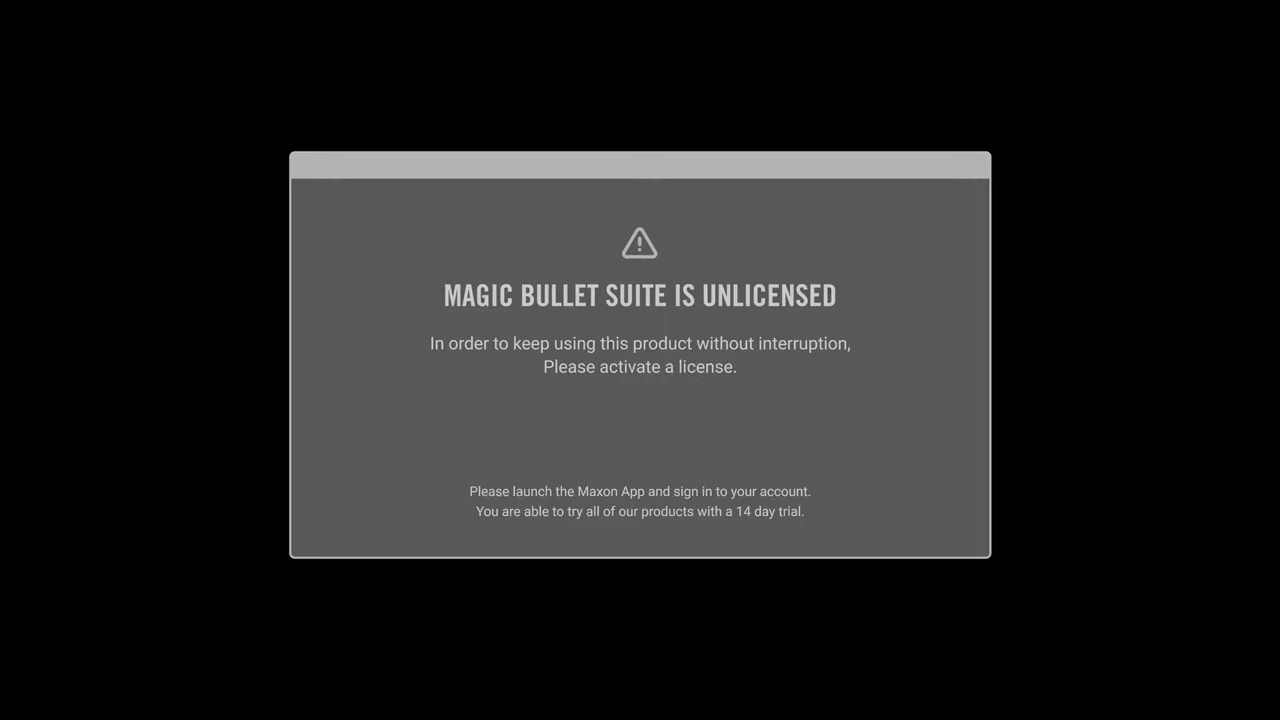 MAGIC BULLET SUITE IS UNLICENSED
In order to keep using this product without interruption,
Please activate a license.
Please launch the Maxon App and sign in to your account.
You are able to try all of our products with a 14 day trial.